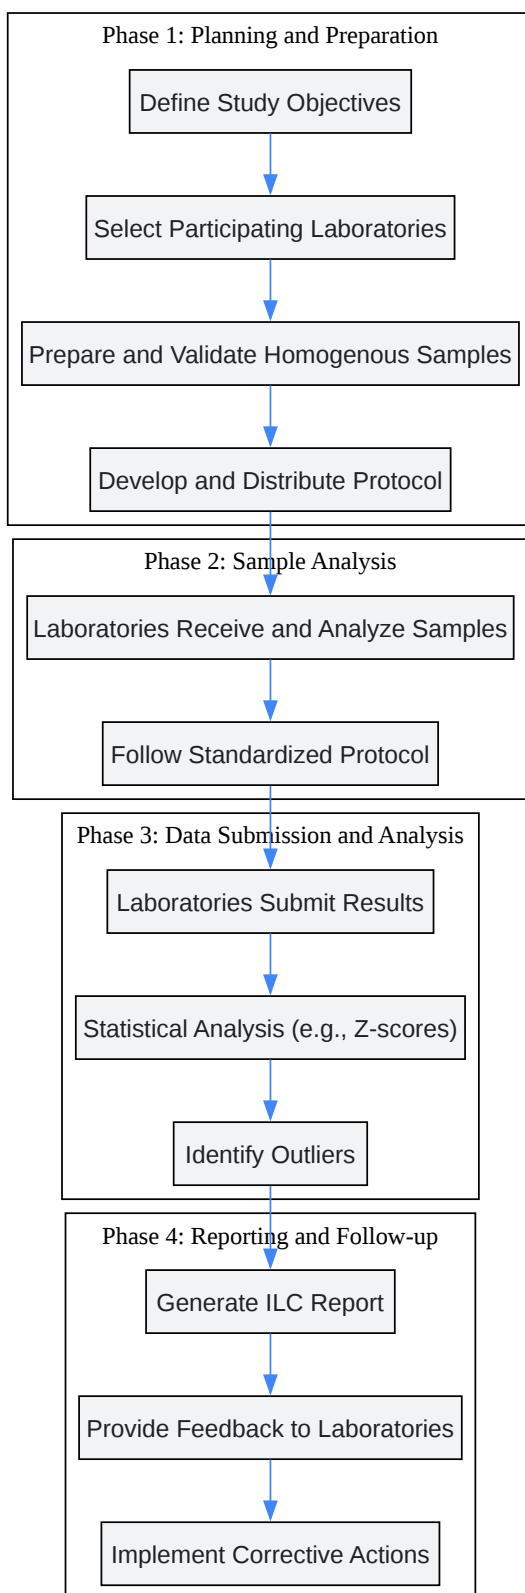 Phase 1: Planning and Preparation
Define Study Objectives
Select Participating Laboratories
Prepare and Validate Homogenous Samples
Develop and Distribute Protocol
Phase 2: Sample Analysis
Laboratories Receive and Analyze Samples
Follow Standardized Protocol
Phase 3: Data Submission and Analysis
Laboratories Submit Results
Statistical Analysis (e.g., Z-scores)
Identify Outliers
Phase 4: Reporting and Follow-up
Generate ILC Report
Provide Feedback to Laboratories
Implement Corrective Actions